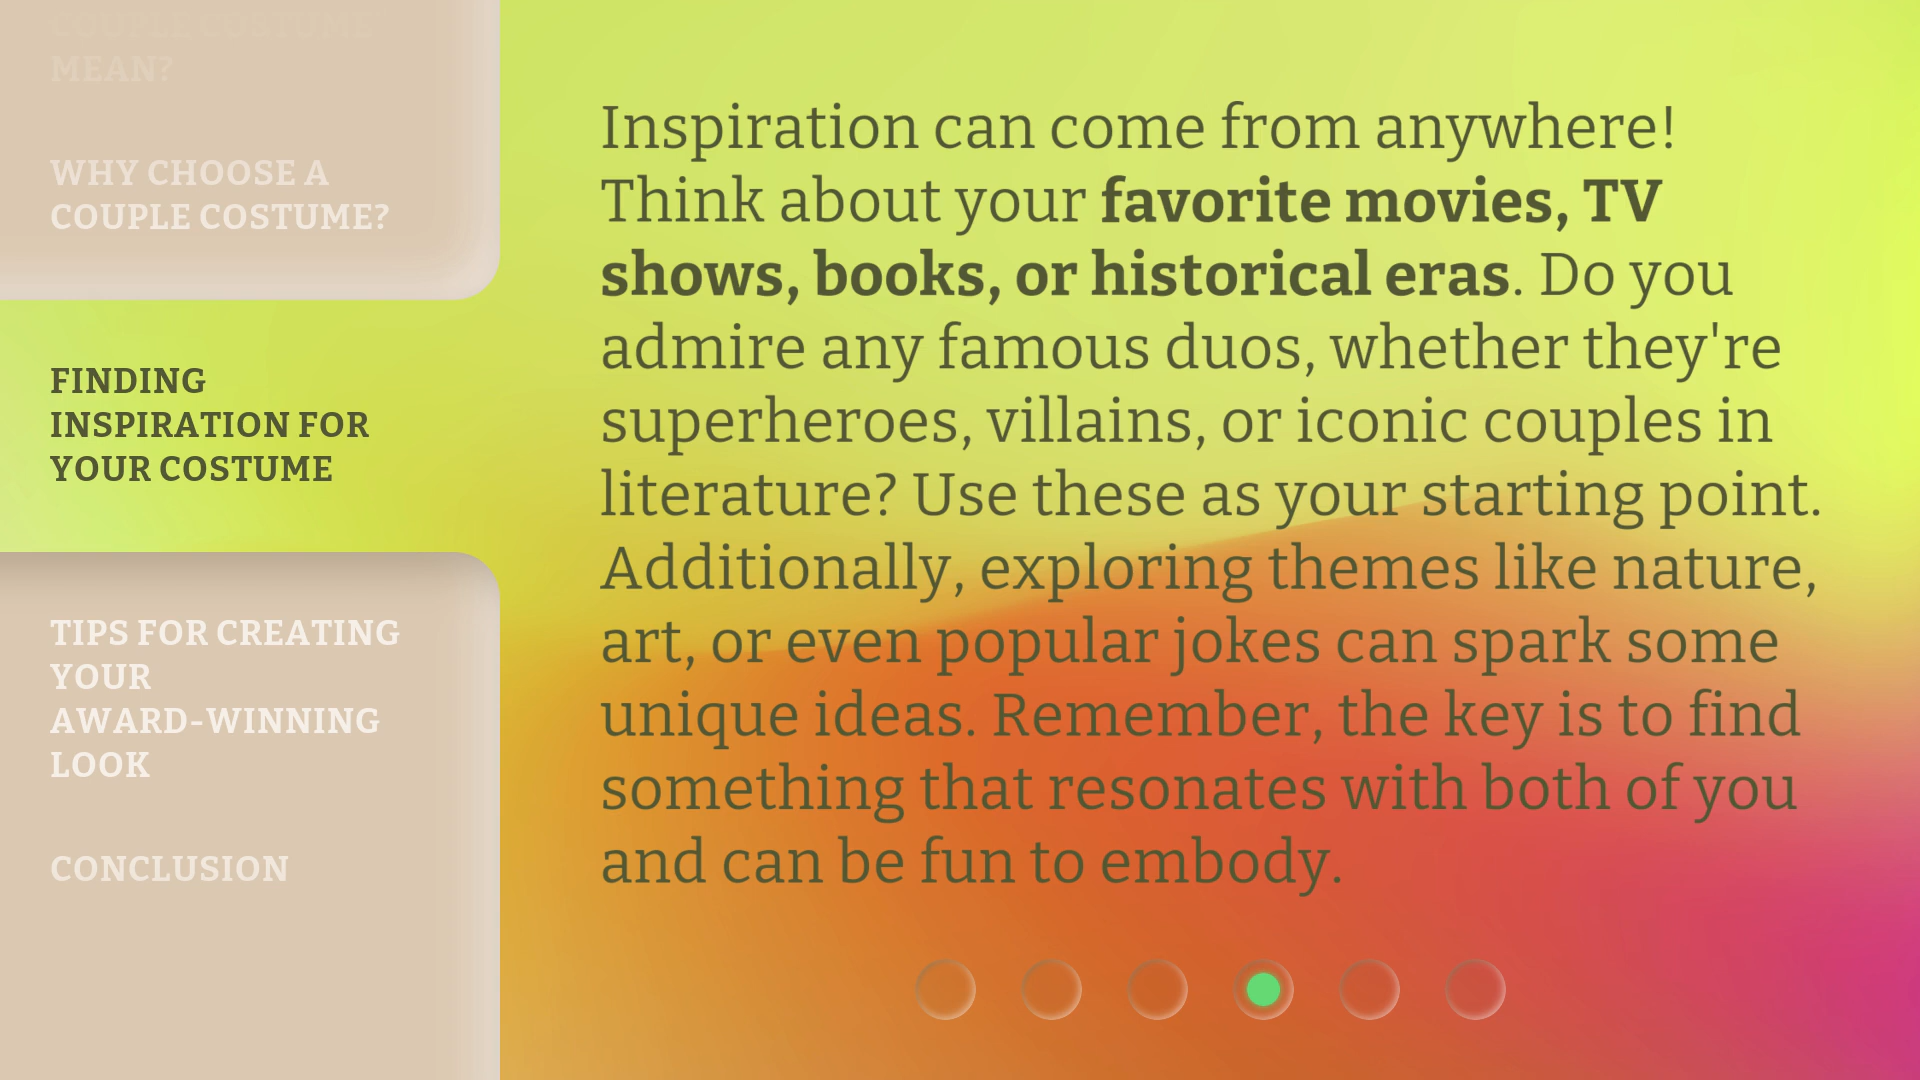 COUPLE COSTUME"
MEAN?
WHY CHOOSE A
COUPLE COSTUME?
FINDING
INSPIRATION FOR
YOUR COSTUME
TIPS FOR CREATING
YOUR
AWARD-WINNING
LOOK
CONCLUSION
Inspiration can come from anywhere!
Think about your favorite movies, TV
shows, books, or historical eras. Do you
admire any famous duos, whether they're
superheroes, villains, or iconic couples in
literature? Use these as your starting point.
Additionally, exploring themes like nature,
art, or even popular jokes can spark some
unique ideas. Remember, the key is to find
something that resonates with both of you
and can be fun to embody.